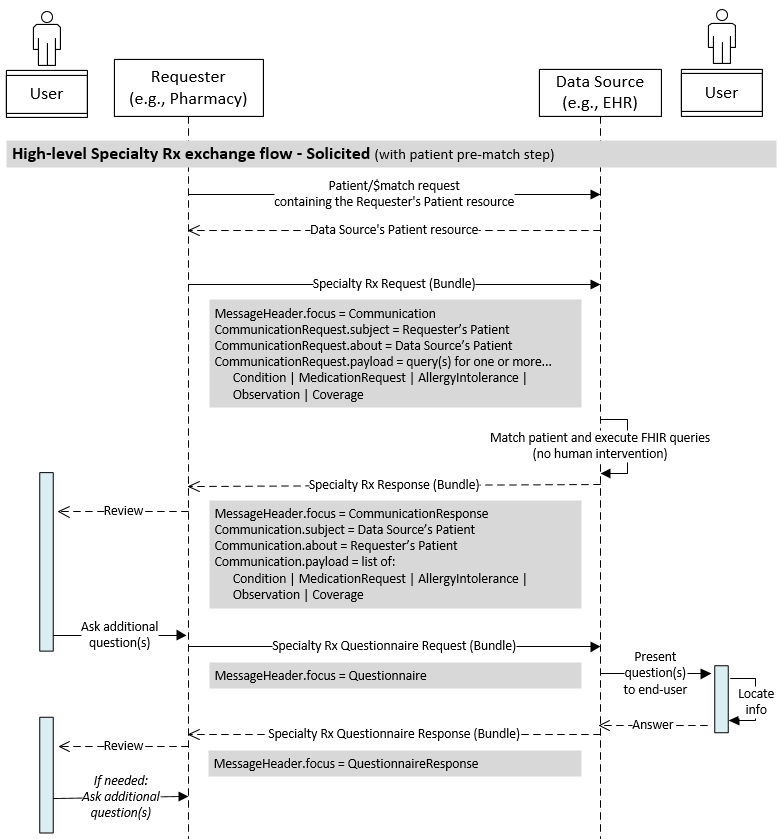 User
Requester
(e.g., Pharmacy)
Data Source
(e.g., EHR)
User
High-level Specialty Rx exchange flow - Solicited (with patient pre-match step)
Patient/$match request
containing the Requester's Patient resource
Data Source's Patient resource
Specialty Rx Request (Bundle)
MessageHeader.focus = Communication
CommunicationRequest.subject = Requester's Patient
CommunicationRequest.about = Data Source's Patient
CommunicationRequest.payload = query(s) for one or more...
Condition | MedicationRequest | AllergyIntolerance |
Observation | Coverage
Match patient and execute FHIR queries
(no human intervention)
Specialty Rx Response (Bundle)
Review
MessageHeader.focus = CommunicationResponse
Communication.subject = Data Source's Patient
Communication.about = Requester's Patient
Communication.payload = list of:
Condition | MedicationRequest | AllergyIntolerance |
Observation | Coverage
Ask additional
question(s)
Specialty Rx Questionnaire Request (Bundle)
MessageHeader.focus = Questionnaire
Present
question(s)
to end-user
Locate
info
Answer
Specialty Rx Questionnaire Response (Bundle)
Review
MessageHeader.focus = QuestionnaireResponse
If needed:
Ask additional
question(s)